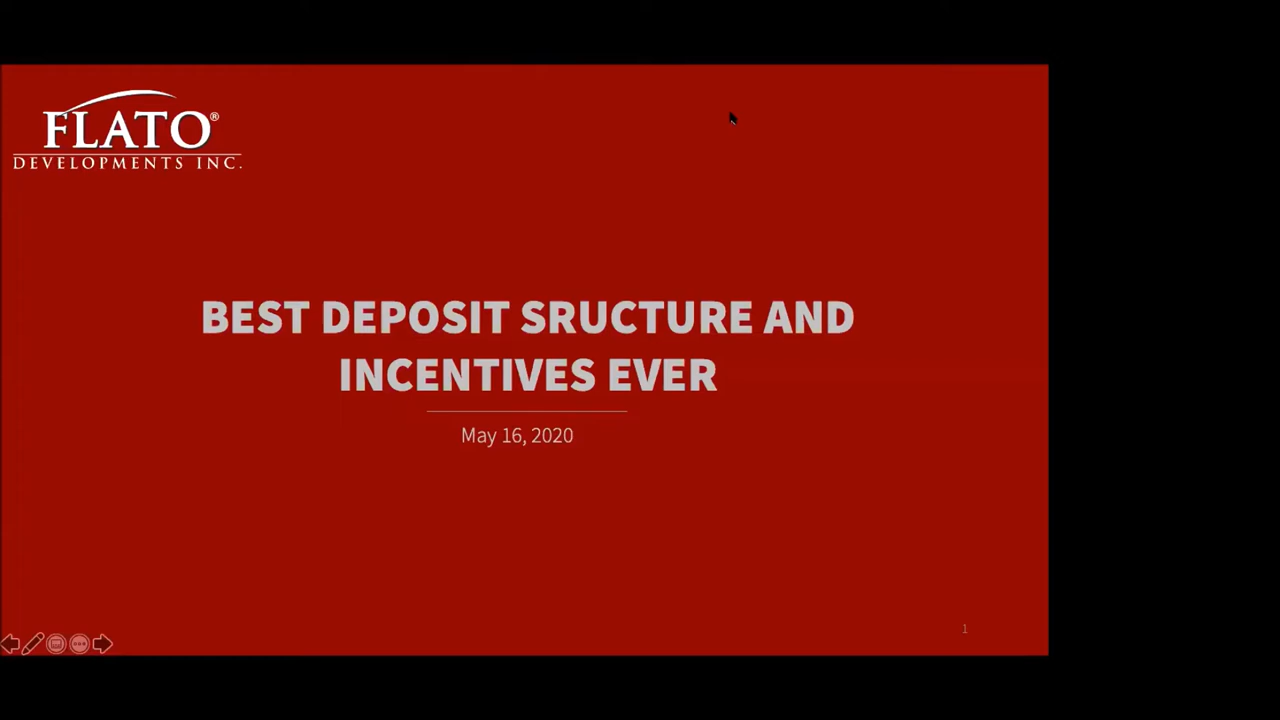 FLATO®
DEVELOPMENTS INC.
BEST DEPOSIT SRUCTURE AND
INCENTIVES EVER
May 16, 2020
1